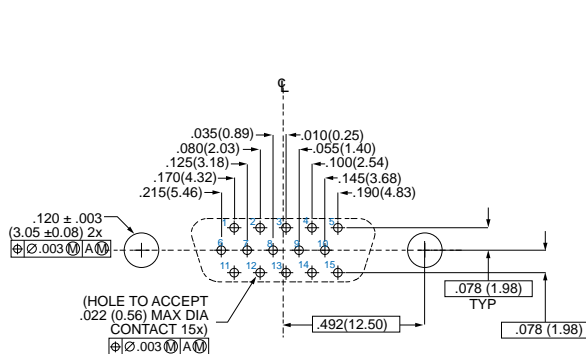 ℄
.035(0.89)
.010(0.25)
.080(2.03)
.055(1.40)
.125(3.18)
.100(2.54)
.170(4.32)
.145(3.68)
.215(5.46)
.190(4.83)
.120 ± .003
(3.05 ±0.08) 2x
⌖ Ø.003 Ⓜ A Ⓜ
1 2 3 4 5
6 7 8 9 10
11 12 13 14 15
(HOLE TO ACCEPT
.022 (0.56) MAX DIA
CONTACT 15x)
⌖ Ø.003 Ⓜ A Ⓜ
.492(12.50)
.078 (1.98)
TYP
.078 (1.98)